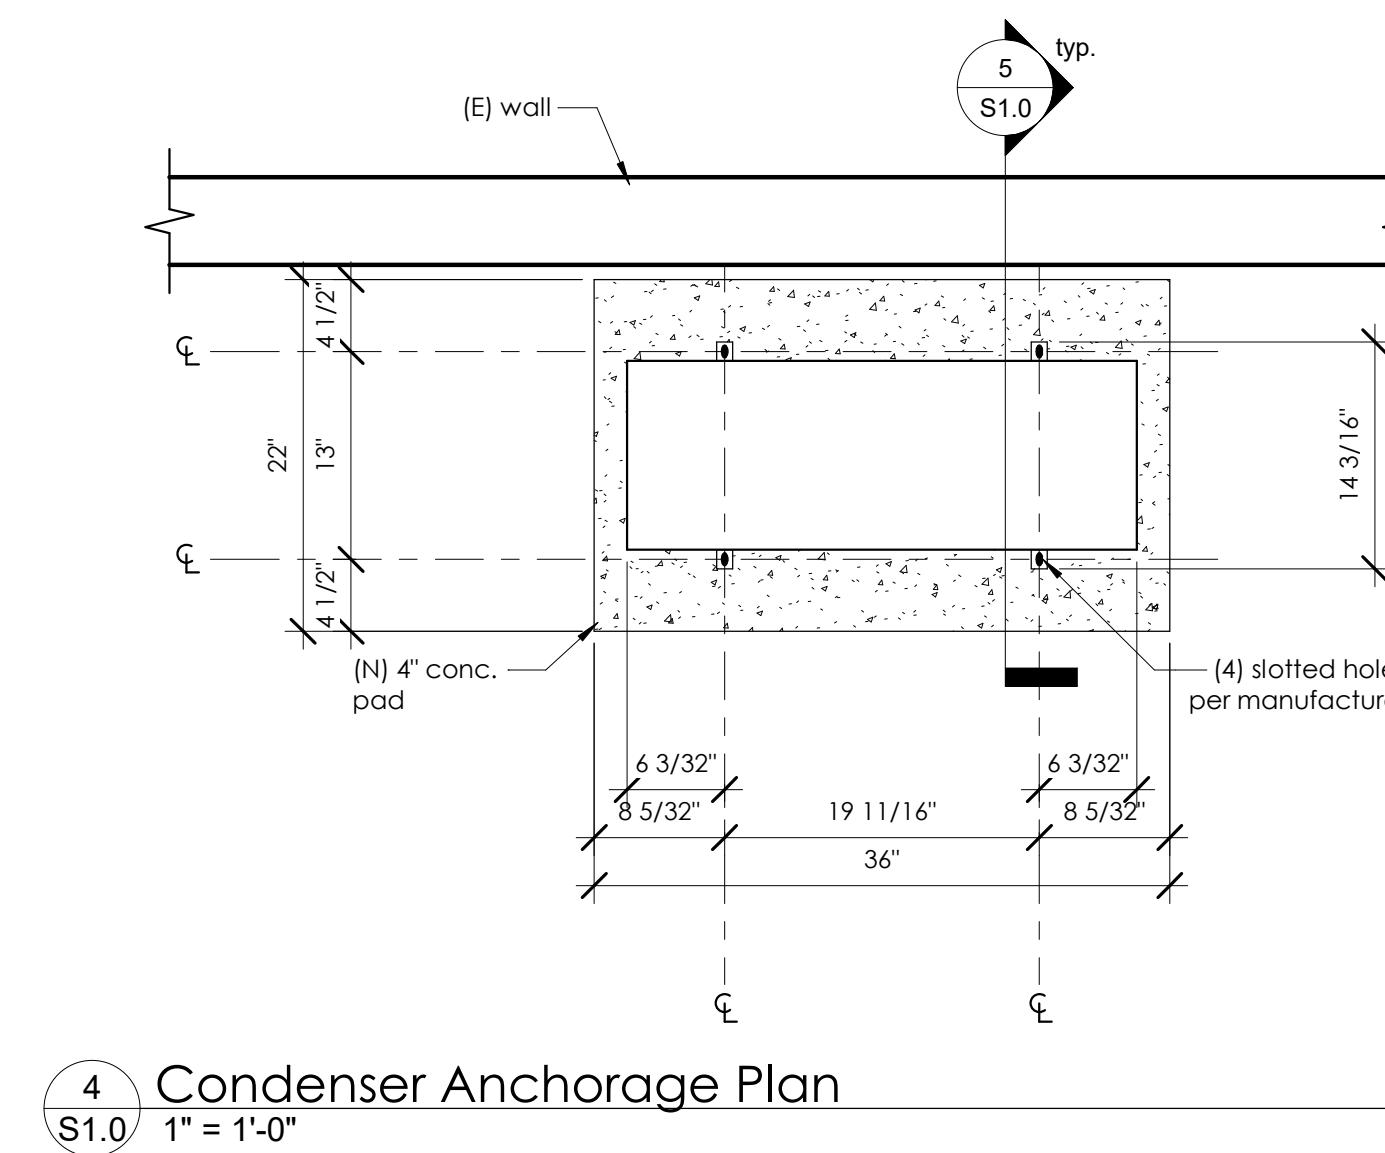 typ.
5
S1.0
(E) wall
4 1/2"
℄
22"
13"
14 3/16"
℄
4 1/2"
(N) 4" conc.
pad
(4) slotted
per
6 3/32"
6 3/32"
8 5/32"
19 11/16"
8 5/32"
36"
℄
℄
4
Condenser Anchorage Plan
S1.0
1" = 1'-0"